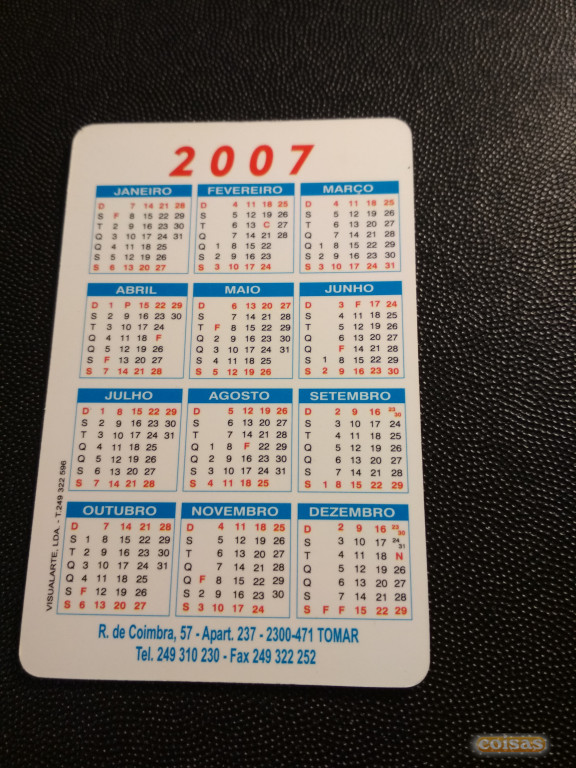 2007
JANEIRO FEVEREIRO MARÇO
D 7 14 21 28 D 4 11 18 25 D 4 11 18 25
S F 8 15 22 29 S 5 12 19 26 S 5 12 19 26
T 2 9 16 23 30 T 6 13 C 27 T 6 13 20 27
Q 3 10 17 24 31 Q 7 14 21 28 Q 7 14 21 28
Q 4 11 18 25 Q 1 8 15 22 Q 1 8 15 22 29
S 5 12 19 26 S 2 9 16 23 S 2 9 16 23 30
S 6 13 20 27 S 3 10 17 24 S 3 10 17 24 31
ABRIL MAIO JUNHO
D 1 P 15 22 29 D 6 13 20 27 D 3 F 17 24
S 2 9 16 23 30 S 7 14 21 28 S 4 11 18 25
T 3 10 17 24 T F 8 15 22 29 T 5 12 19 26
Q 4 11 18 F Q 2 9 16 23 30 Q 6 13 20 27
Q 5 12 19 26 Q 3 10 17 24 31 Q F 14 21 28
S F 13 20 27 S 4 11 18 25 S 1 8 15 22 29
S 7 14 21 28 S 5 12 19 26 S 2 9 16 23 30
JULHO AGOSTO SETEMBRO
D 1 8 15 22 29 D 5 12 19 26 D 2 9 16 23 30
S 2 9 16 23 30 S 6 13 20 27 S 3 10 17 24
T 3 10 17 24 31 T 7 14 21 28 T 4 11 18 25
Q 4 11 18 25 Q 1 8 F 22 29 Q 5 12 19 26
Q 5 12 19 26 Q 2 9 16 23 30 Q 6 13 20 27
S 6 13 20 27 S 3 10 17 24 31 S 7 14 21 28
S 7 14 21 28 S 4 11 18 25 S 1 8 15 22 29
OUTUBRO NOVEMBRO DEZEMBRO
D 7 14 21 28 D 4 11 18 25 D 2 9 16 23 30
S 1 8 15 22 29 S 5 12 19 26 S 3 10 17 24 31
T 2 9 16 23 30 T 6 13 20 27 T 4 11 18 N
Q 3 10 17 24 31 Q 7 14 21 28 Q 5 12 19 26
Q 4 11 18 25 Q F 8 15 22 29 Q 6 13 20 27
S F 12 19 26 S 2 9 16 23 30 S 7 14 21 28
S 6 13 20 27 S 3 10 17 24 S F F 15 22 29
R. de Coimbra, 57 - Apart. 237 - 2300-471 TOMAR
Tel. 249 310 230 - Fax 249 322 252
VISUALARTE, LDA. - T.249 322 596
coisas